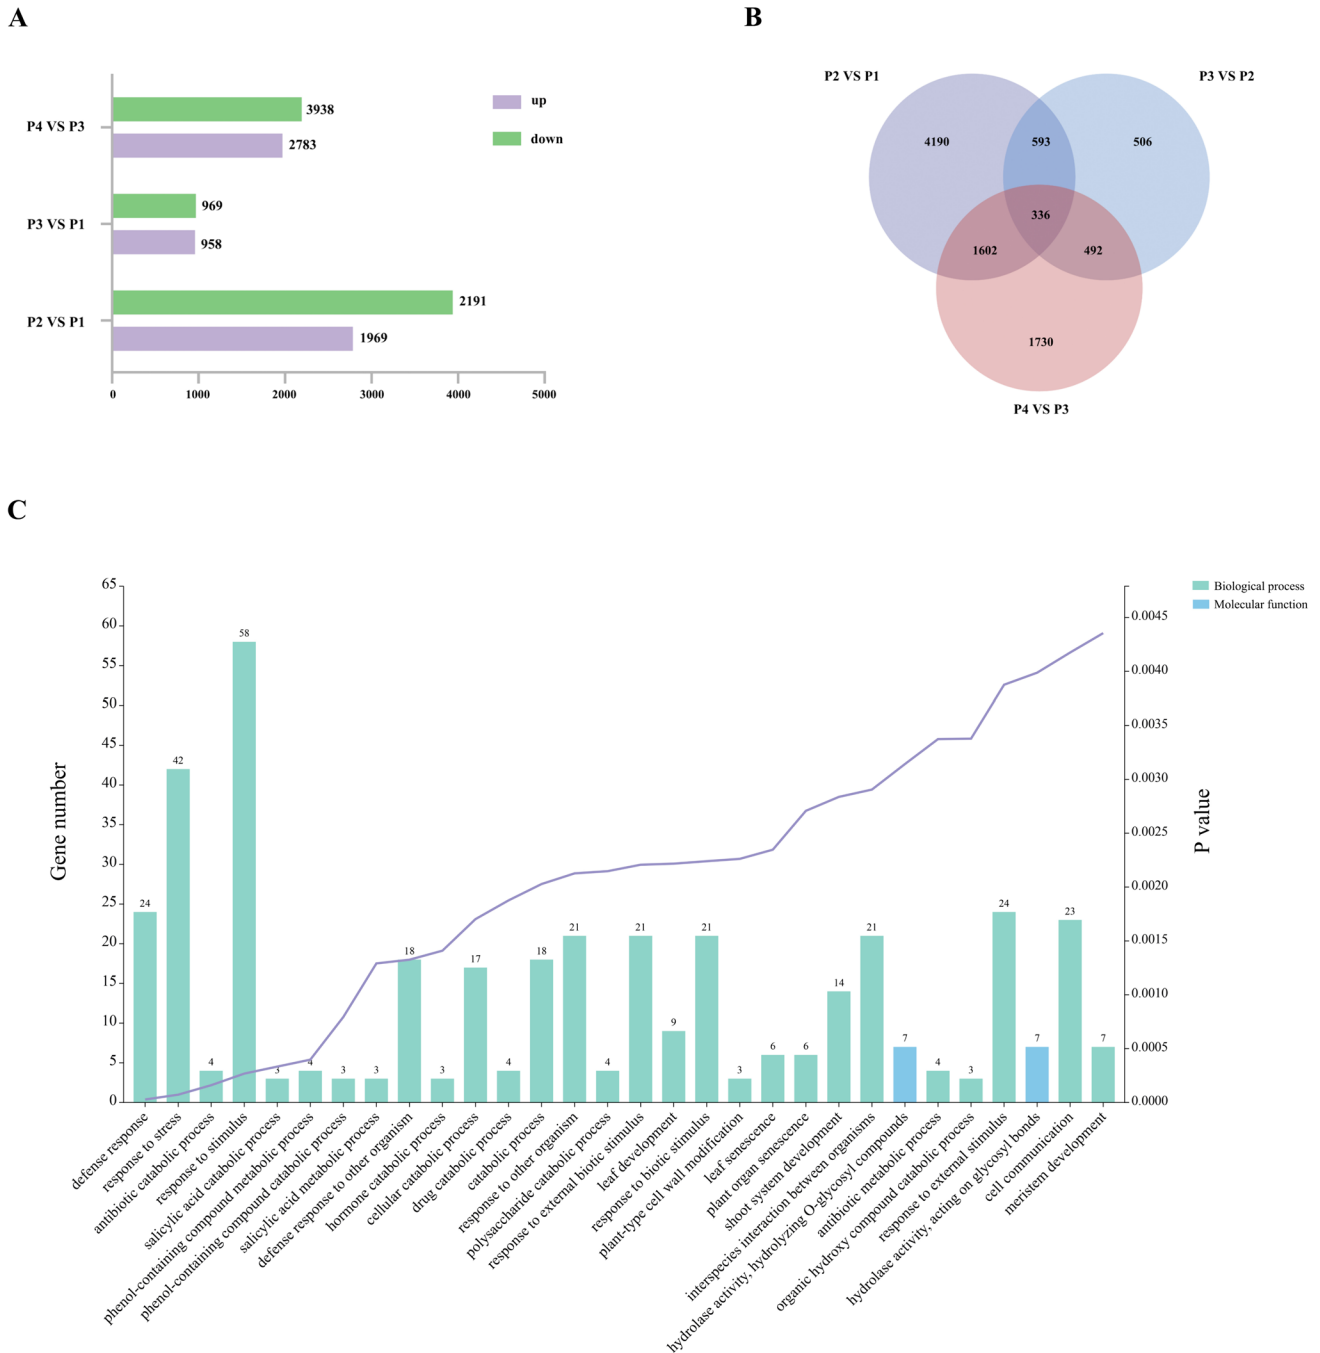 A
P4 VS P3
3938
2783
P3 VS P1
969
958
P2 VS P1
2191
1969
0 1000 2000 3000 4000 5000
up
down
B
P2 VS P1
P3 VS P2
4190
593
506
336
1602
492
1730
P4 VS P3
C
Gene number
65
60
55
50
45
40
35
30
25
20
15
10
5
0
24
42
4
58
3
4
3
3
18
3
17
4
18
21
4
21
9
21
3
6
6
14
21
7
4
3
24
7
23
7
defense response
response to stress
antibiotic catabolic process
response to stimulus
salicylic acid catabolic process
phenol-containing compound metabolic process
phenol-containing compound catabolic process
salicylic acid metabolic process
defense response to other organism
hormone catabolic process
cellular catabolic process
drug catabolic process
catabolic process
response to other organism
polysaccharide catabolic process
response to external biotic stimulus
leaf development
response to biotic stimulus
plant-type cell wall modification
leaf senescence
plant organ senescence
shoot system development
interspecies interaction between organisms
hydrolase activity, hydrolyzing O-glycosyl compounds
antibiotic metabolic process
organic hydroxy compound catabolic process
response to external stimulus
hydrolase activity, acting on glycosyl bonds
cell communication
meristem development
0.0045
0.0040
0.0035
0.0030
0.0025
0.0020
0.0015
0.0010
0.0005
0.0000
P value
Biological process
Molecular function